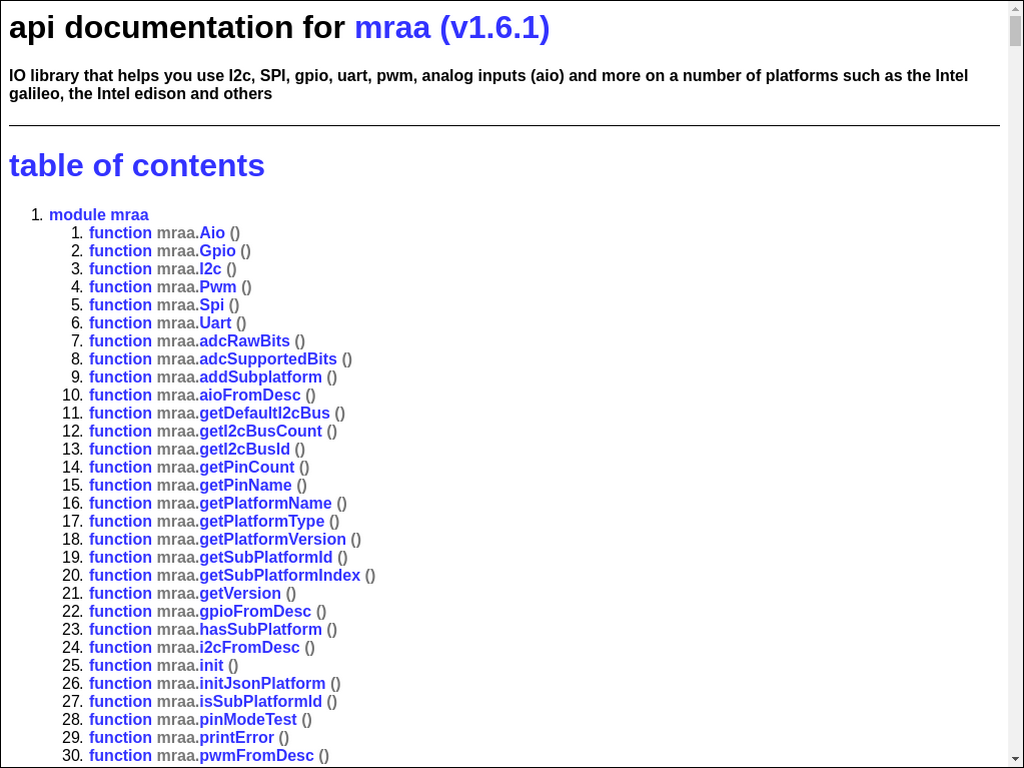 api documentation for mraa (v1.6.1)
IO library that helps you use I2c, SPI, gpio, uart, pwm, analog inputs (aio) and more on a number of platforms such as the Intel
galileo, the Intel edison and others
table of contents
1. module mraa
1. function mraa.Aio ()
2. function mraa.Gpio ()
3. function mraa.I2c ()
4. function mraa.Pwm ()
5. function mraa.Spi ()
6. function mraa.Uart ()
7. function mraa.adcRawBits ()
8. function mraa.adcSupportedBits ()
9. function mraa.addSubplatform ()
10. function mraa.aioFromDesc ()
11. function mraa.getDefaultI2cBus ()
12. function mraa.getI2cBusCount ()
13. function mraa.getI2cBusId ()
14. function mraa.getPinCount ()
15. function mraa.getPinName ()
16. function mraa.getPlatformName ()
17. function mraa.getPlatformType ()
18. function mraa.getPlatformVersion ()
19. function mraa.getSubPlatformId ()
20. function mraa.getSubPlatformIndex ()
21. function mraa.getVersion ()
22. function mraa.gpioFromDesc ()
23. function mraa.hasSubPlatform ()
24. function mraa.i2cFromDesc ()
25. function mraa.init ()
26. function mraa.initJsonPlatform ()
27. function mraa.isSubPlatformId ()
28. function mraa.pinModeTest ()
29. function mraa.printError ()
30. function mraa.pwmFromDesc ()